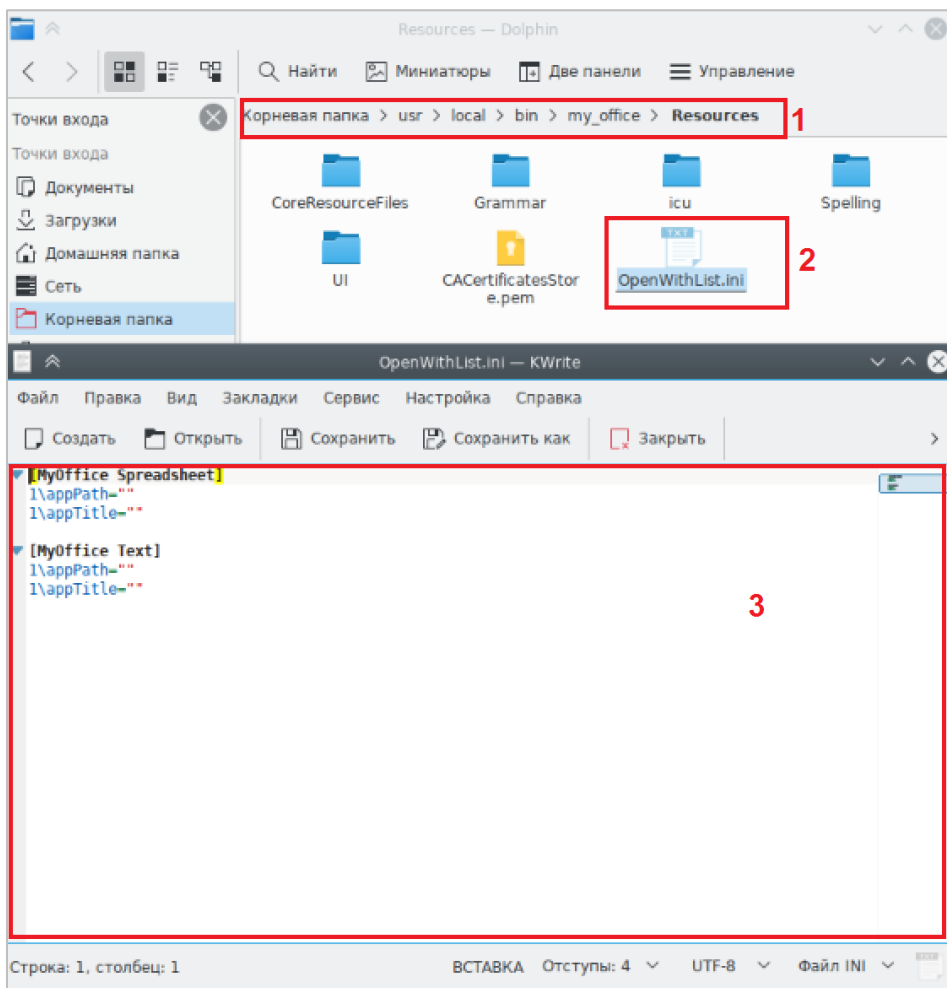 Resources — Dolphin
Найти Миниатюры Две панели Управление
Точки входа
Корневая папка > usr > local > bin > my_office > Resources
1
Точки входа
Документы
Загрузки
Домашняя папка
Сеть
Корневая папка
CoreResourceFiles Grammar icu Spelling
TXT
2
UI CACertificatesStor OpenWithList.ini
e.pem
OpenWithList.ini — KWrite
Файл Правка Вид Закладки Сервис Настройка Справка
Создать Открыть Сохранить Сохранить как Закрыть
[MyOffice Spreadsheet]
1\appPath=""
1\appTitle=""
[MyOffice Text]
1\appPath=""
1\appTitle=""
3
Строка: 1, столбец: 1 ВСТАВКА Отступы: 4 UTF-8 Файл INI